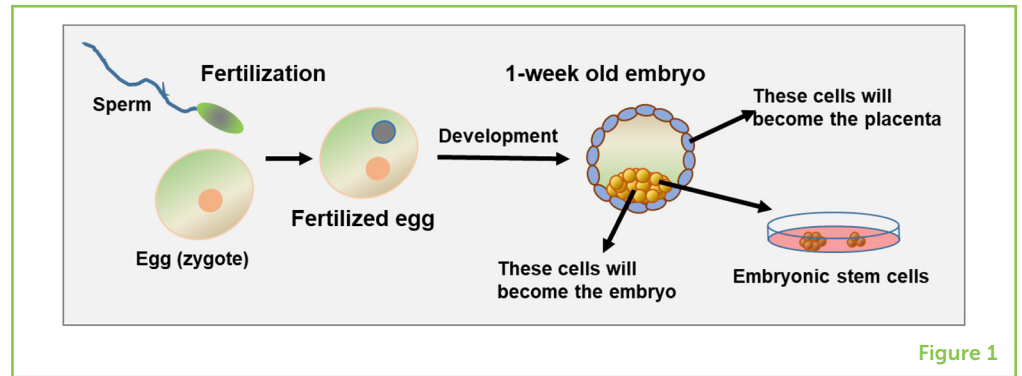 Fertilization
Sperm
Egg (zygote)
Fertilized egg
Development
1-week old embryo
These cells will
become the placenta
These cells will
become the embryo
Embryonic stem cells
Figure 1